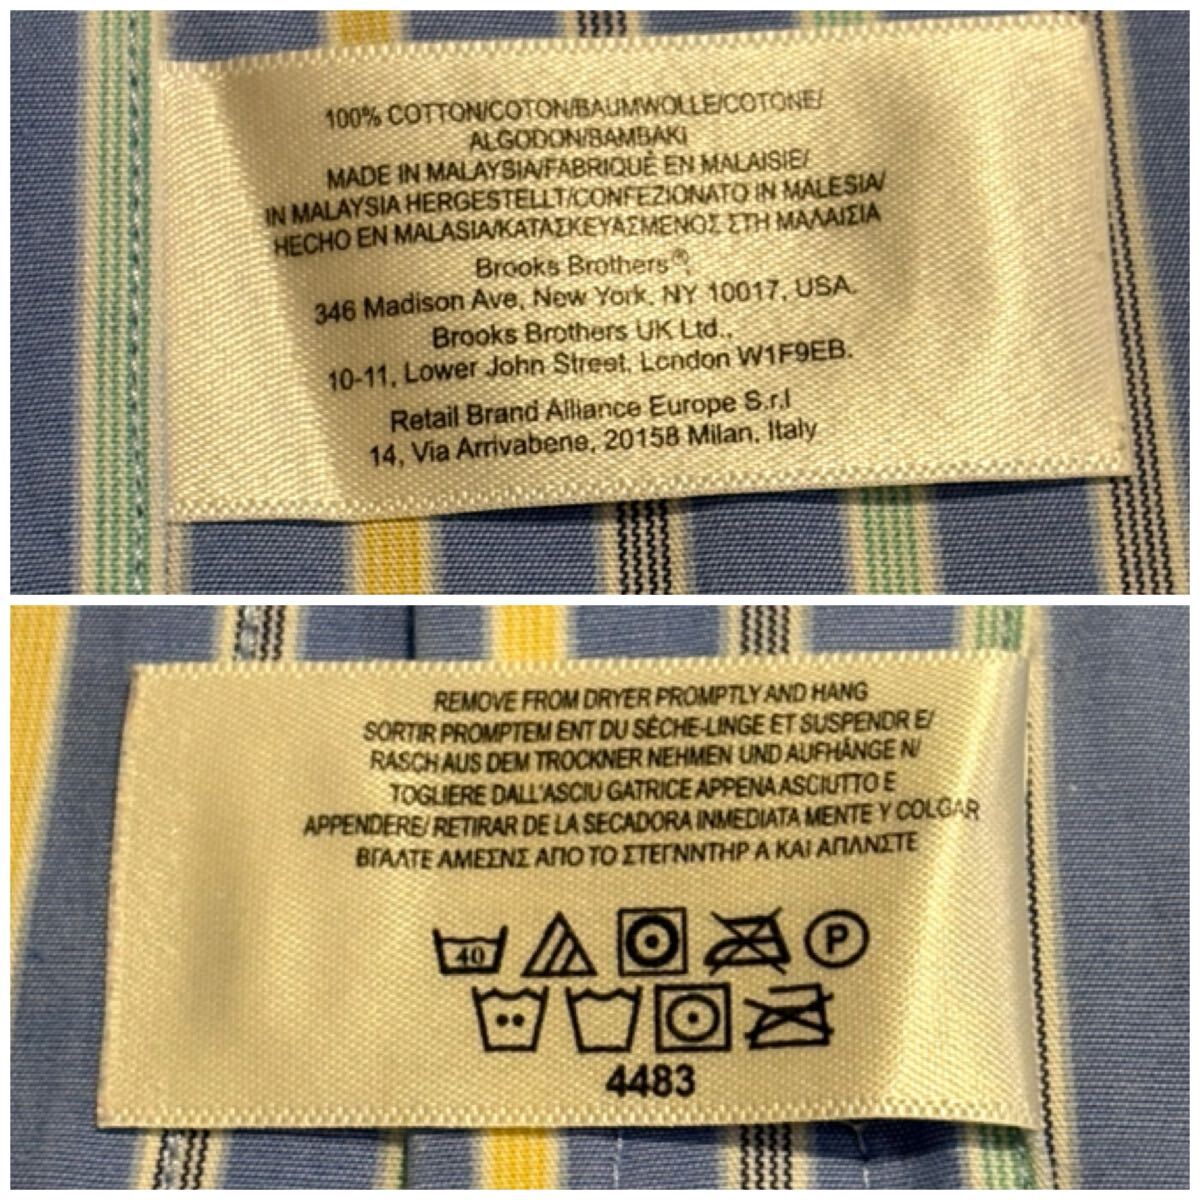 100% COTTON/COTON/BAUMWOLLE/COTONE/
ALGODON/BAMBAKI
MADE IN MALAYSIA/FABRIQUÉ EN MALAISIE/
IN MALAYSIA HERGESTELLT/CONFEZIONATO IN MALESIA/
HECHO EN MALASIA/ΚΑΤΑΣΚΕΥΑΣΜΕΝΟΣ ΣΤΗ ΜΑΛΑΙΣΙΑ
Brooks Brothers®,
346 Madison Ave, New York, NY 10017, USA.
Brooks Brothers UK Ltd.,
10-11, Lower John Street, London W1F9EB.
Retail Brand Alliance Europe S.r.l
14, Via Arrivabene, 20158 Milan, Italy
REMOVE FROM DRYER PROMPTLY AND HANG
SORTIR PROMPTEM ENT DU SÈCHE-LINGE ET SUSPENDR E/
RASCH AUS DEM TROCKNER NEHMEN UND AUFHÄNGE N/
TOGLIERE DALL'ASCIU GATRICE APPENA ASCIUTTO E
APPENDERE/ RETIRAR DE LA SECADORA INMEDIATA MENTE Y COLGAR
ΒΓΑΛΤΕ ΑΜΕΣΝΣ ΑΠΟ ΤΟ ΣΤΕΓΝΝΤΗΡ Α ΚΑΙ ΑΠΛΝΣΤΕ
40 P
4483